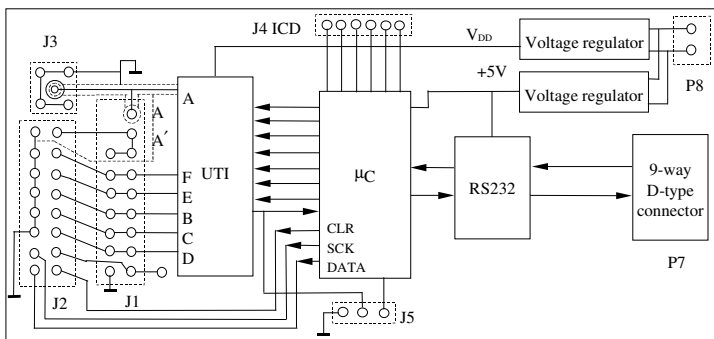 J3
J4 ICD
V_DD
Voltage regulator
+5V
Voltage regulator
P8
A
A
A´
UTI
μC
RS232
9-way
D-type
connector
F
E
B
C
D
CLR
SCK
DATA
P7
J2
J1
J5